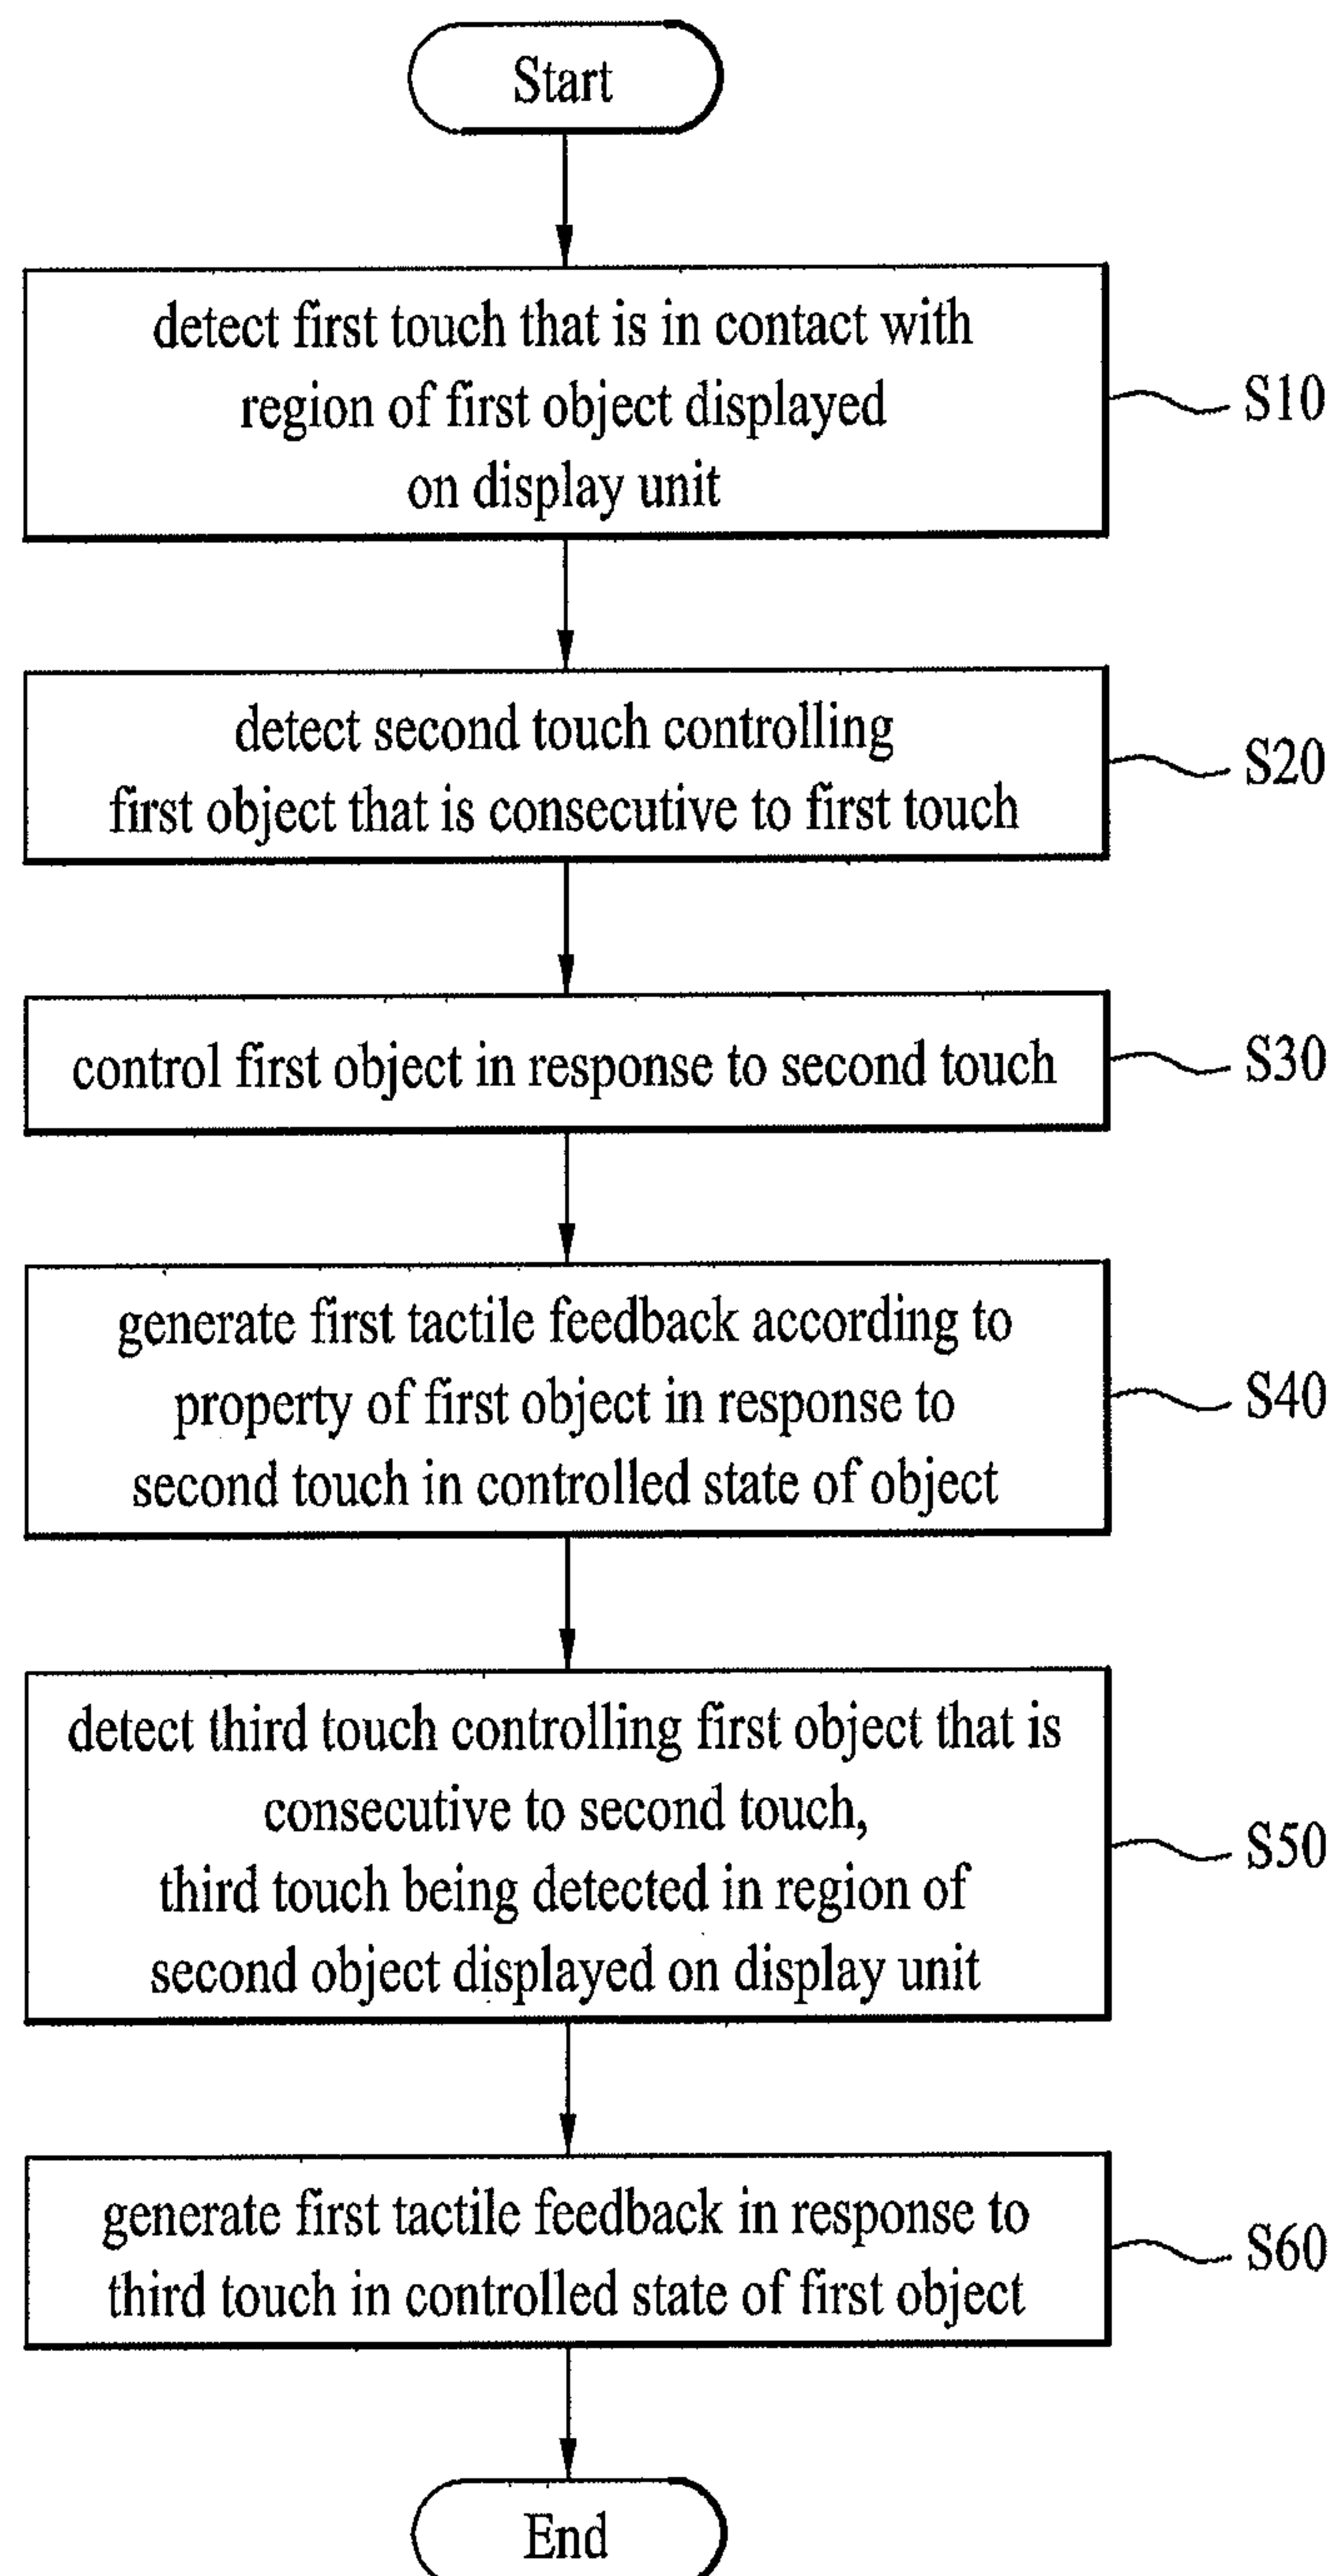 Start
detect first touch that is in contact with
region of first object displayed
on display unit
S10
detect second touch controlling
first object that is consecutive to first touch
S20
control first object in response to second touch
S30
generate first tactile feedback according to
property of first object in response to
second touch in controlled state of object
S40
detect third touch controlling first object that is
consecutive to second touch,
third touch being detected in region of
second object displayed on display unit
S50
generate first tactile feedback in response to
third touch in controlled state of first object
S60
End